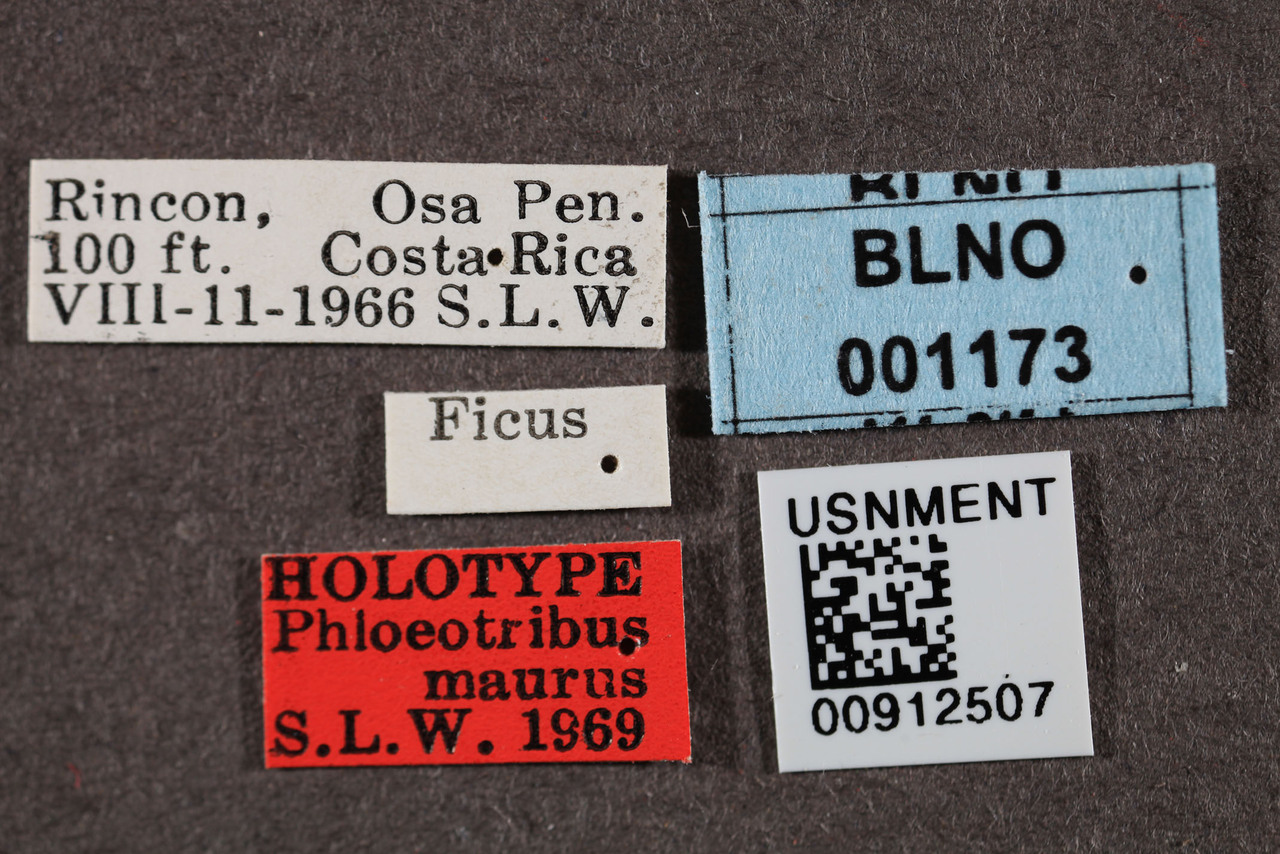 Rincon, Osa Pen.
100 ft. Costa Rica
VIII-11-1966 S.L.W.
BLNO
001173
Ficus
HOLOTYPE
Phloeotribus
maurus
S.L.W. 1969
USNMENT
00912507